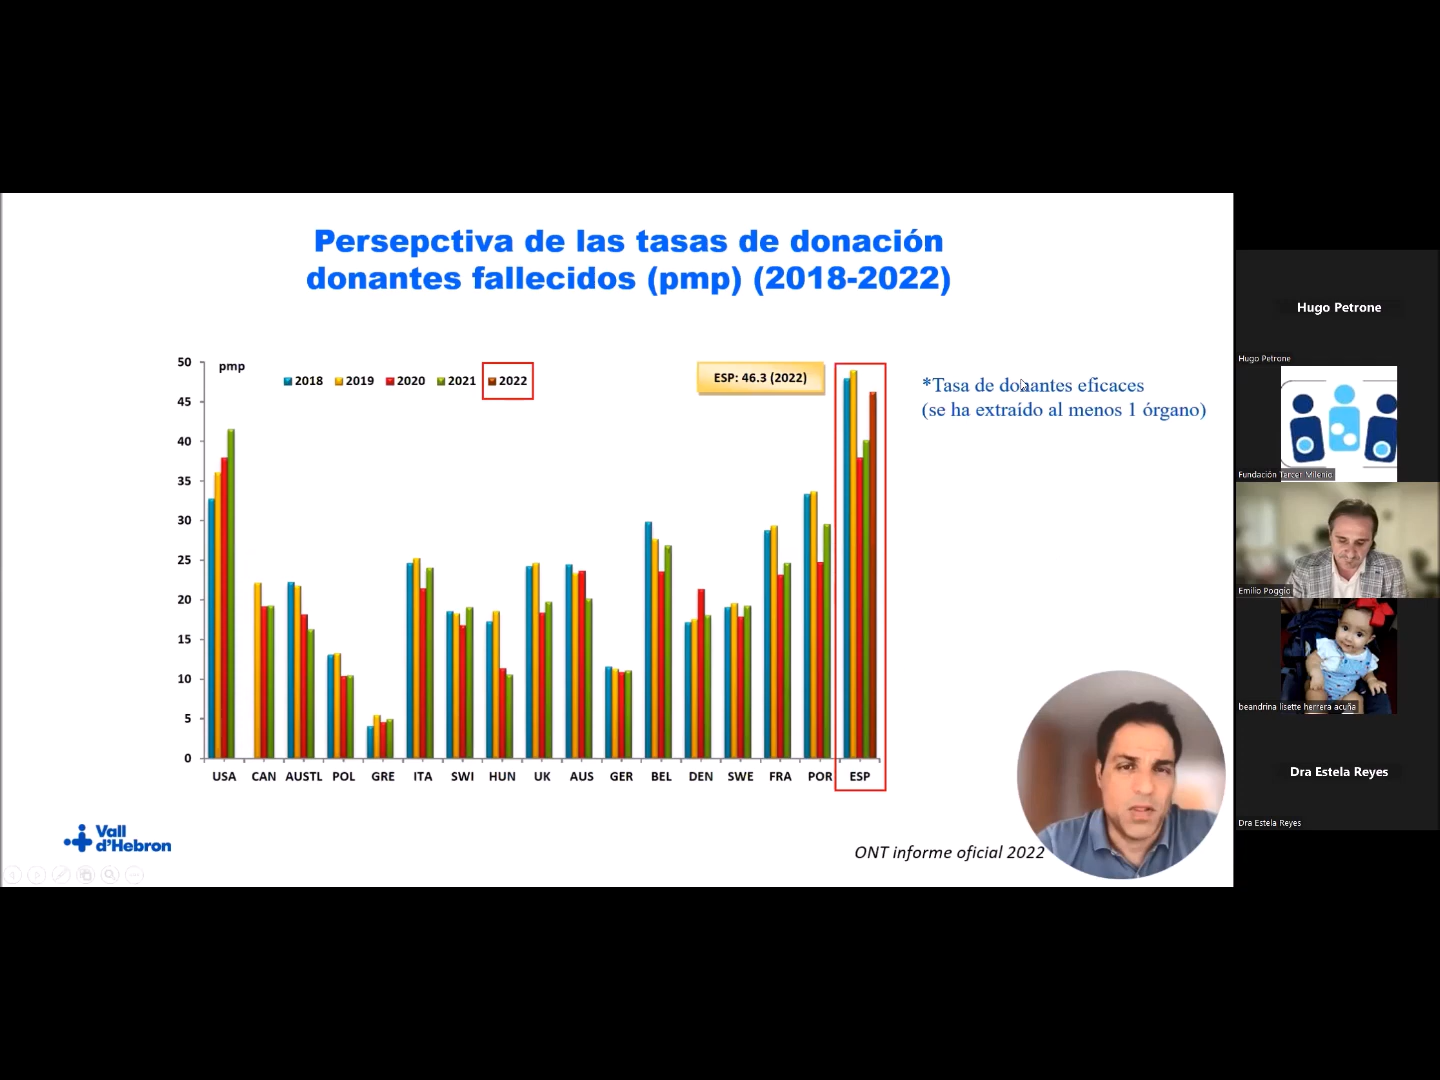 Persepctiva de las tasas de donación
donantes fallecidos (pmp) (2018-2022)
50
45
40
35
30
25
20
15
10
5
0
pmp
2018 2019 2020 2021 2022
ESP: 46.3 (2022)
USA CAN AUSTL POL GRE ITA SWI HUN UK AUS GER BEL DEN SWE FRA POR ESP
*Tasa de donantes eficaces
(se ha extraído al menos 1 órgano)
Vall
d'Hebron
ONT informe oficial 2022
Hugo Petrone
Hugo Petrone
Fundación Tercer Milenio
Emilio Poggio
beandrina lisette herrera acuña
Dra Estela Reyes
Dra Estela Reyes